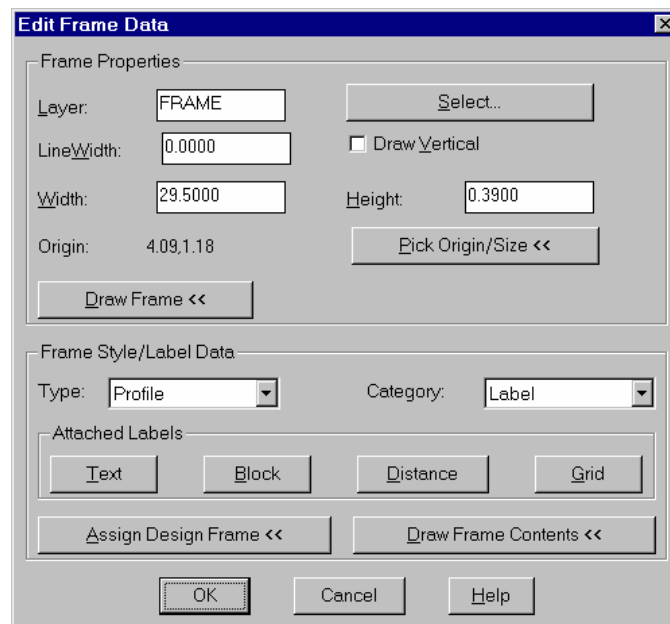 Edit Frame Data
Frame Properties
Layer: FRAME Select...
LineWidth: 0.0000 Draw Vertical
Width: 29.5000 Height: 0.3900
Origin: 4.09,1.18 Pick Origin/Size <<
Draw Frame <<
Frame Style/Label Data
Type: Profile Category: Label
Attached Labels
Text Block Distance Grid
Assign Design Frame << Draw Frame Contents <<
OK Cancel Help